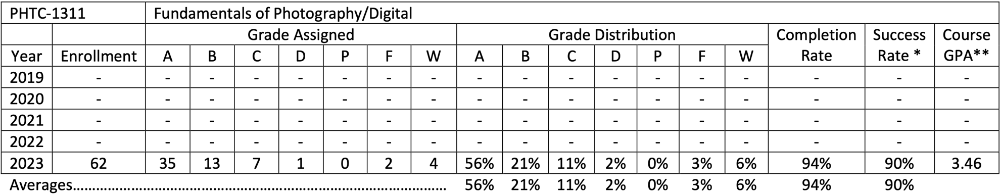 PHTC-1311 Fundamentals of Photography/Digital
Grade Assigned Grade Distribution Completion Success Course
Year Enrollment A B C D P F W A B C D P F W Rate Rate * GPA**
2019 - - - - - - - - - - - - - - - - - -
2020 - - - - - - - - - - - - - - - - - -
2021 - - - - - - - - - - - - - - - - - -
2022 - - - - - - - - - - - - - - - - - -
2023 62 35 13 7 1 0 2 4 56% 21% 11% 2% 0% 3% 6% 94% 90% 3.46
Averages................................................................................................ 56% 21% 11% 2% 0% 3% 6% 94% 90%